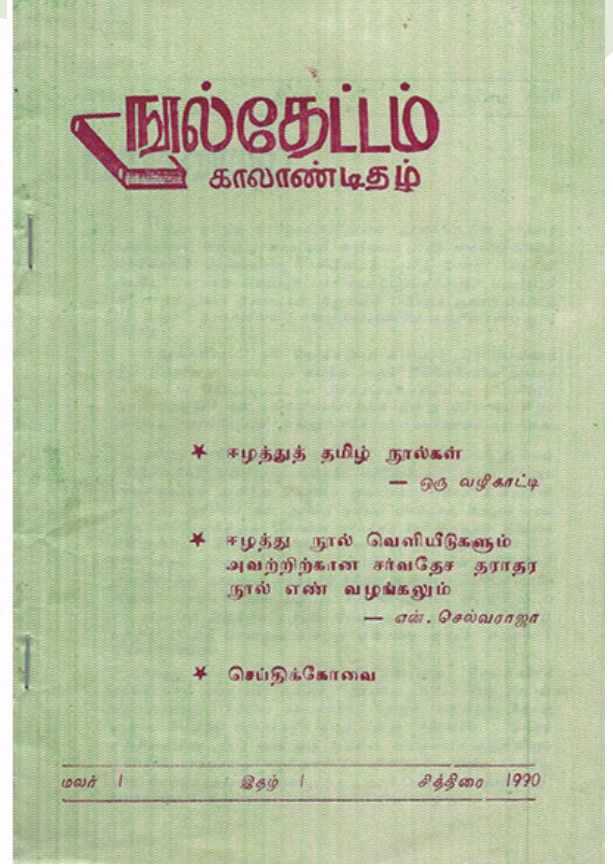 நூல்தேட்டம்
காலாண்டிதழ்
★ ஈழத்துத் தமிழ் நூல்கள்
— ஒரு வழிகாட்டி
★ ஈழத்து நூல் வெளியீடுகளும்
அவற்றிற்கான சர்வதேச தராதர
நூல் எண் வழங்கலும்
— என். செல்வராஜா
★ செய்திக்கோவை
மலர் 1 இதழ் 1 சித்திரை 1990